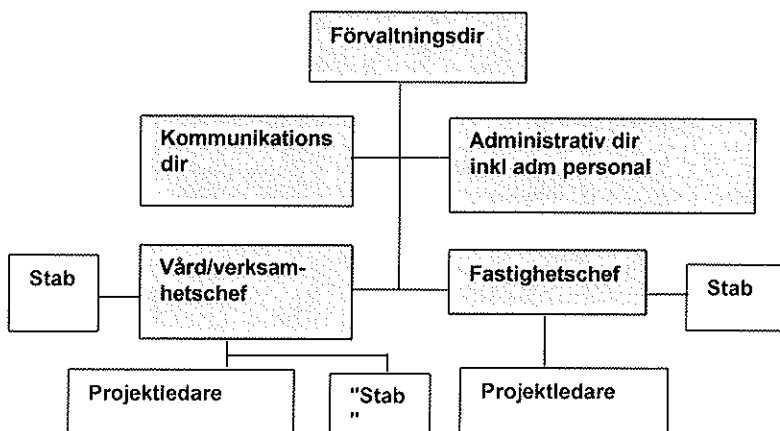 Förvaltningsdir
Kommunikations
dir
Administrativ dir
inkl adm personal
Stab
Vård/verksam-
hetschef
Fastighetschef
Stab
Projektledare
"Stab
"
Projektledare